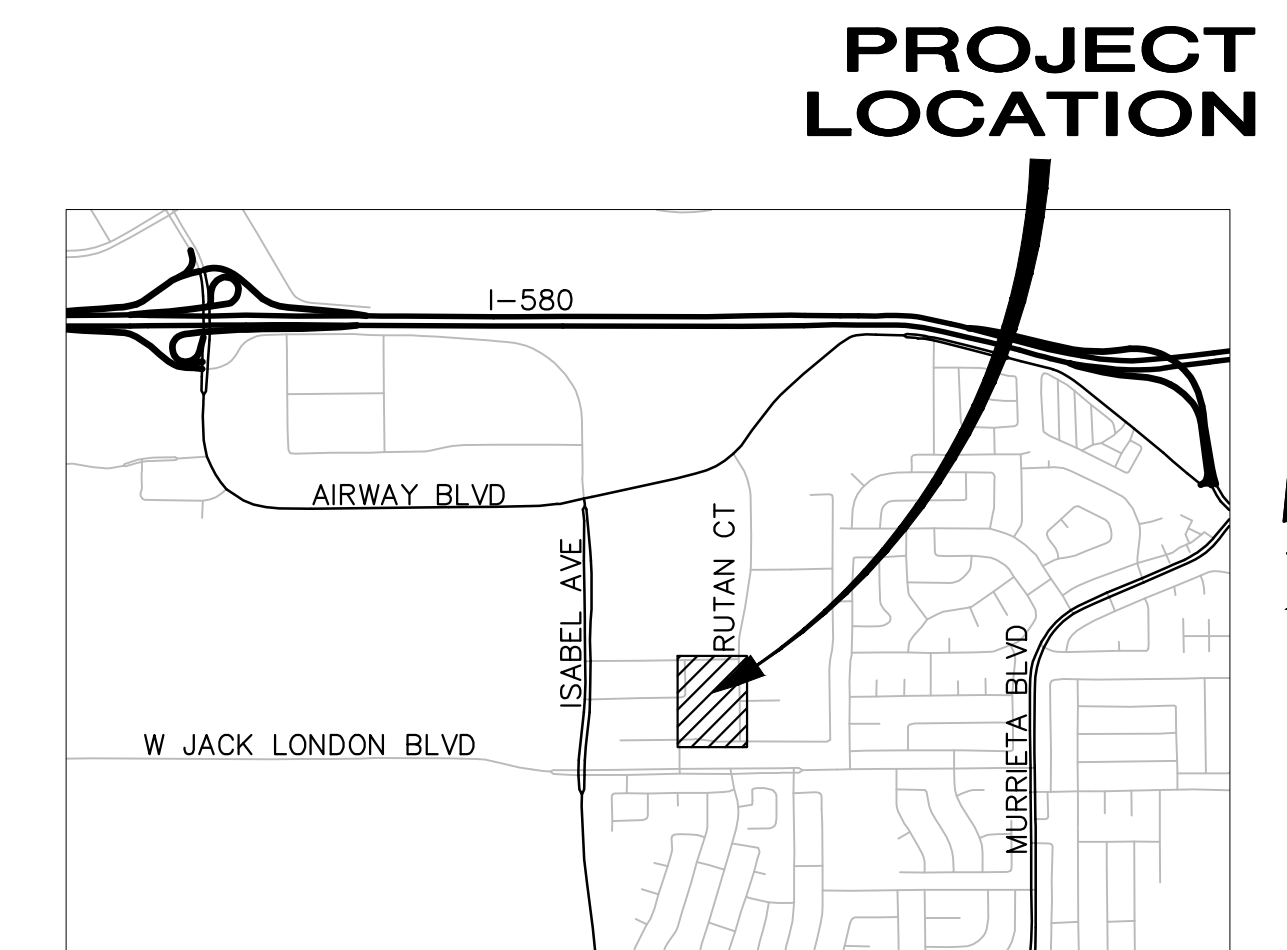 PROJECT
LOCATION
I-580
AIRWAY BLVD
RUTAN CT
ISABEL AVE
MURRIETA BLVD
W JACK LONDON BLVD